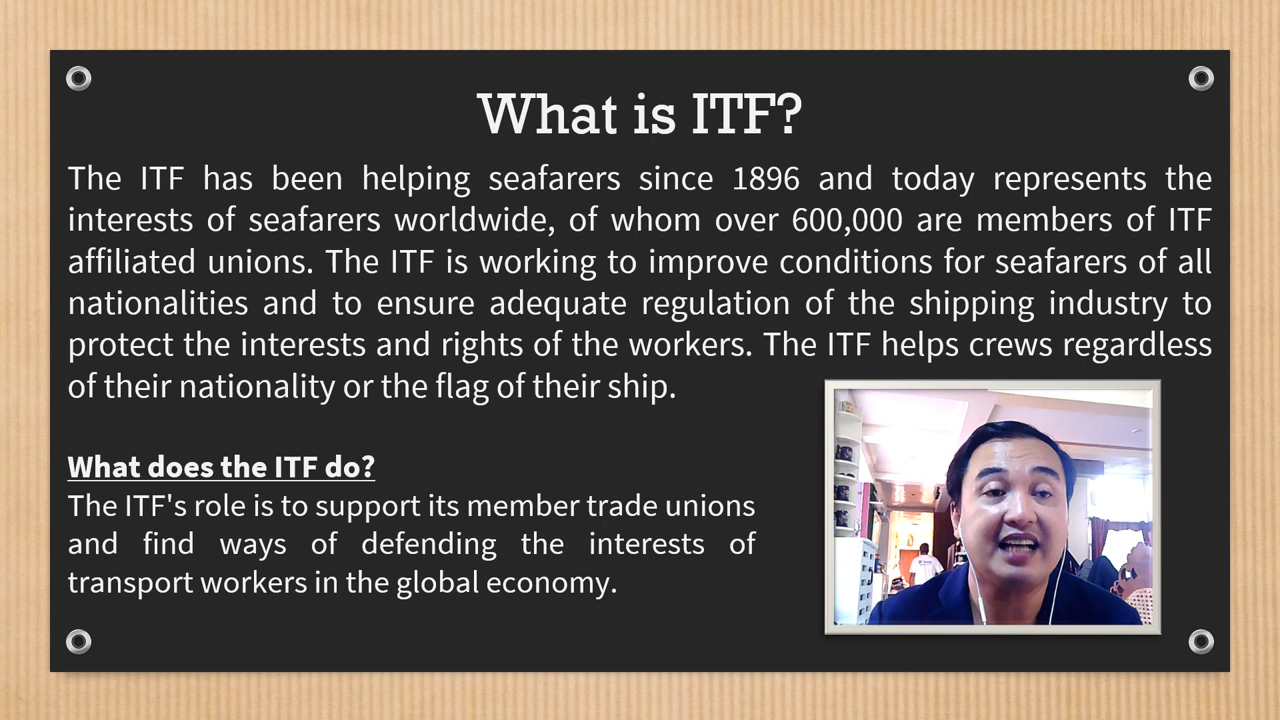 What is ITF?
The ITF has been helping seafarers since 1896 and today represents the
interests of seafarers worldwide, of whom over 600,000 are members of ITF
affiliated unions. The ITF is working to improve conditions for seafarers of all
nationalities and to ensure adequate regulation of the shipping industry to
protect the interests and rights of the workers. The ITF helps crews regardless
of their nationality or the flag of their ship.
What does the ITF do?
The ITF's role is to support its member trade unions
and find ways of defending the interests of
transport workers in the global economy.